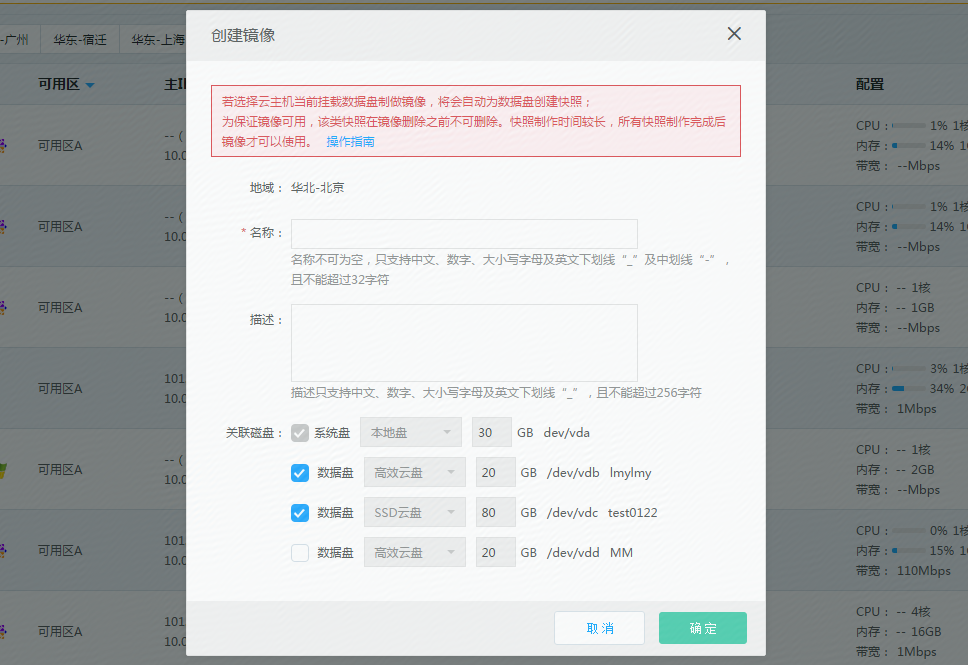 创建镜像
若选择云主机当前挂载数据盘制做镜像，将会自动为数据盘创建快照；
为保证镜像可用，该类快照在镜像删除之前不可删除。快照制作时间较长，所有快照制作完成后
镜像才可以使用。 操作指南
地域： 华北-北京
* 名称：
名称不可为空，只支持中文、数字、大小写字母及英文下划线“_”及中划线“-”，
且不能超过32字符
描述：
描述只支持中文、数字、大小写字母及英文下划线“_”，且不能超过256字符
关联磁盘： 系统盘 本地盘 30 GB dev/vda
数据盘 高效云盘 20 GB /dev/vdb lmylmy
数据盘 SSD云盘 80 GB /dev/vdc test0122
数据盘 高效云盘 20 GB /dev/vdd MM
取消 确定
-广州 华东-宿迁 华东-上海
可用区 配置
可用区A --（ CPU： 1% 1核
10.0 内存： 14%
带宽： --Mbps
可用区A --（ CPU： 1% 1核
10.0 内存： 14%
带宽： --Mbps
可用区A --（ CPU： -- 1核
10.0 内存： -- 1GB
带宽： --Mbps
可用区A 101 CPU： 3% 1核
10.0 内存： 34%
带宽： 1Mbps
可用区A --（ CPU： -- 1核
10.0 内存： -- 2GB
带宽： --Mbps
可用区A 101 CPU： 0% 1核
10.0 内存： 15%
带宽： 110Mbps
可用区A 101 CPU： -- 4核
10.0 内存： -- 16GB
带宽： 1Mbps